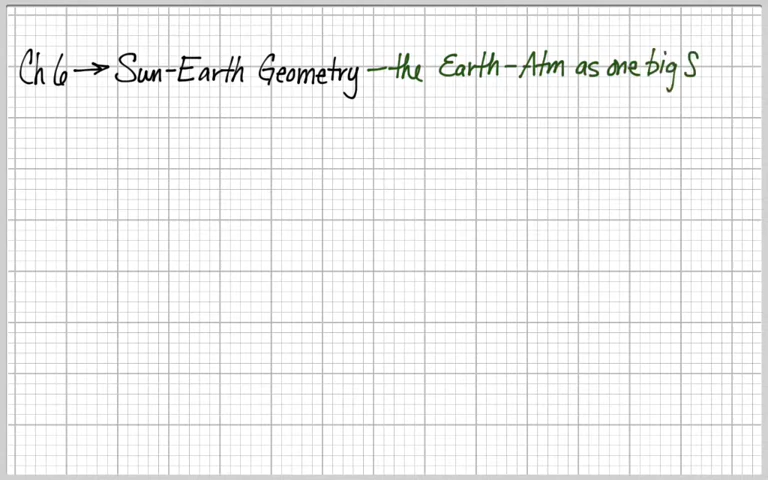 Ch 6 → Sun-Earth Geometry — the Earth-Atm as one big S